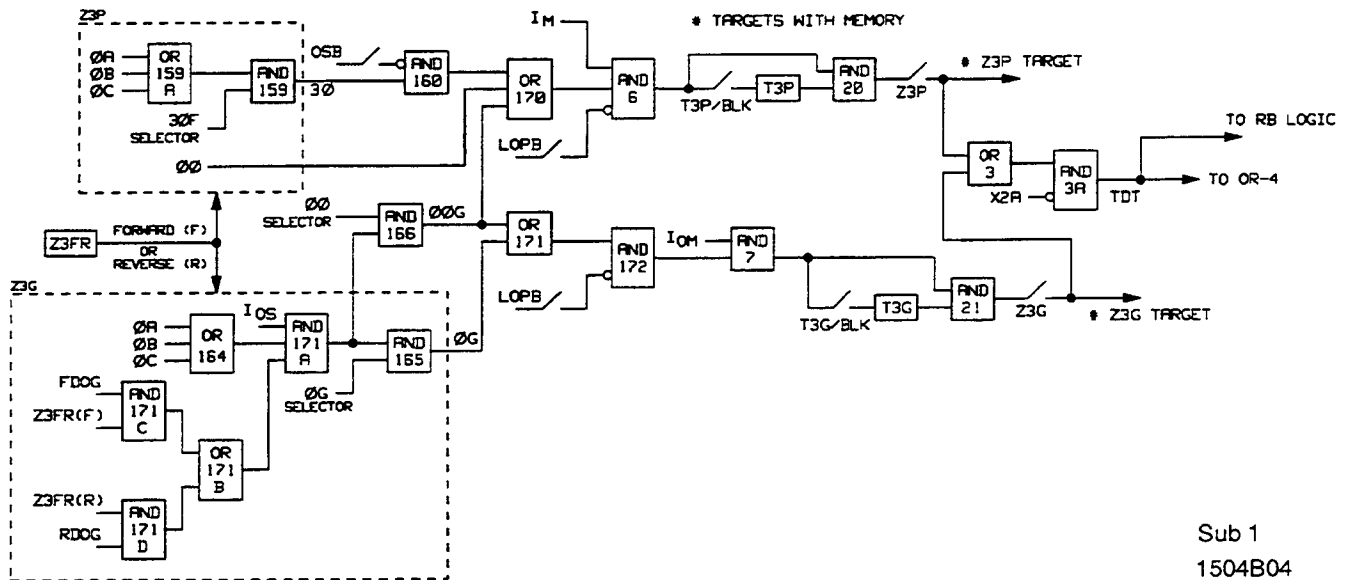 Z3P
ØA
ØB
ØC
OR
159
A
AND
159
3Ø
3ØF
SELECTOR
ØØ
OSB
AND
160
OR
170
IM
AND
6
LOPB
* TARGETS WITH MEMORY
T3P/BLK
T3P
AND
20
Z3P
* Z3P TARGET
TO RB LOGIC
OR
3
X2A
AND
3A
TDT
TO OR-4
Z3FR
FORWARD (F)
OR
REVERSE (R)
ØØ
SELECTOR
AND
166
ØØG
OR
171
AND
172
LOPB
IOM
AND
7
T3G/BLK
T3G
AND
21
Z3G
* Z3G TARGET
Z3G
ØA
ØB
ØC
OR
164
IOS
AND
171
A
AND
165
ØG
ØG
SELECTOR
FDOG
Z3FR(F)
AND
171
C
OR
171
B
Z3FR(R)
RDOG
AND
171
D
Sub 1
1504B04